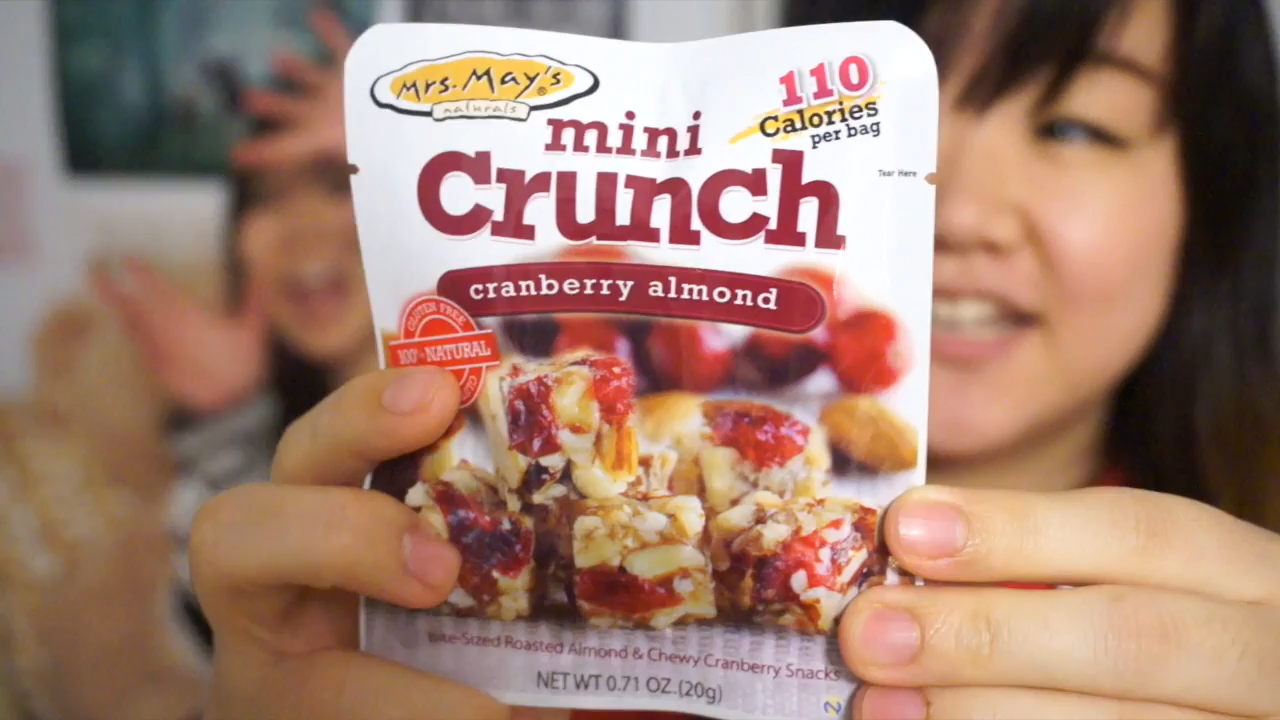 Mrs. May's®
naturals
110
Calories
per bag
mini
Crunch
Tear Here
cranberry almond
GLUTEN FREE
100% NATURAL
Bite-Sized Roasted Almond & Chewy Cranberry Snacks
NET WT 0.71 OZ.(20g)
2